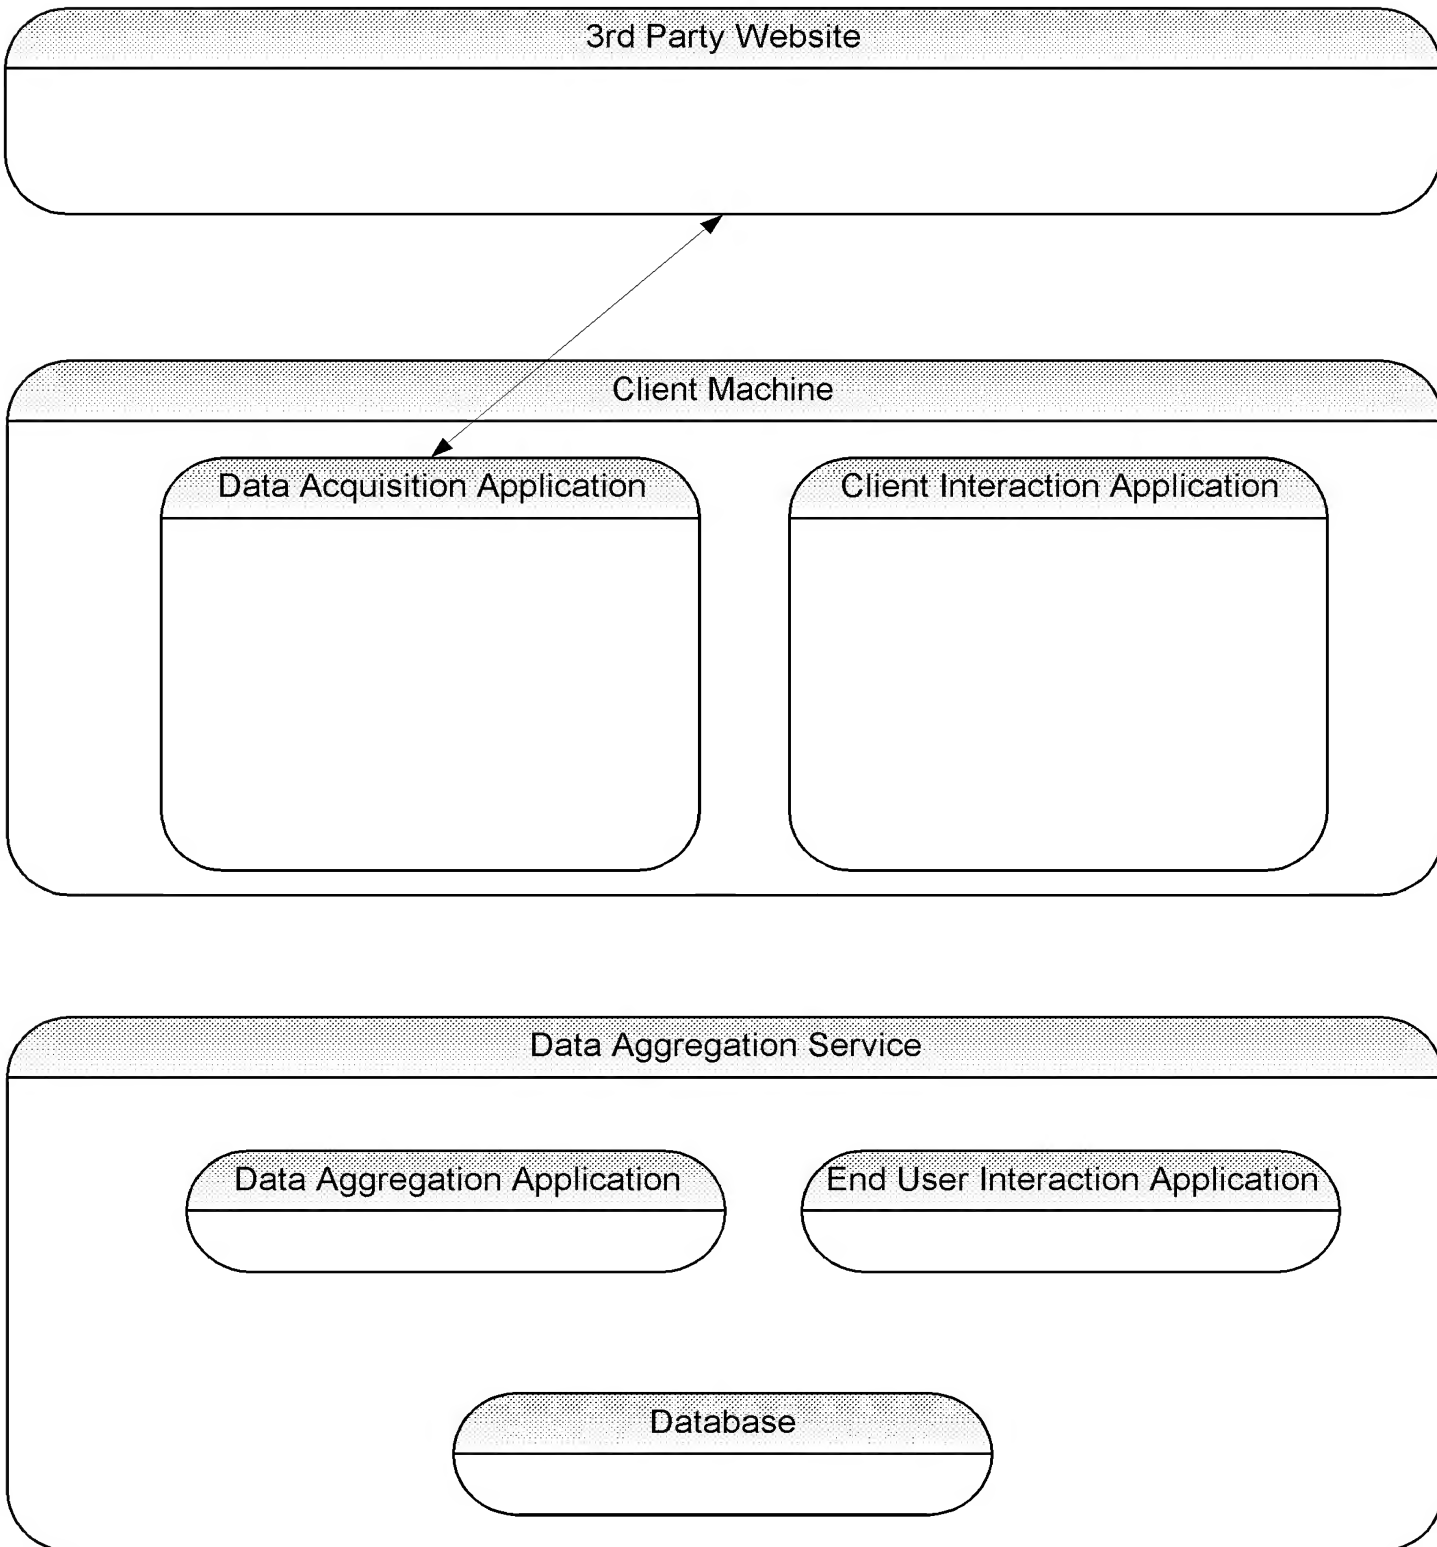 3rd Party Website
Client Machine
Data Acquisition Application
Client Interaction Application
Data Aggregation Service
Data Aggregation Application
End User Interaction Application
Database